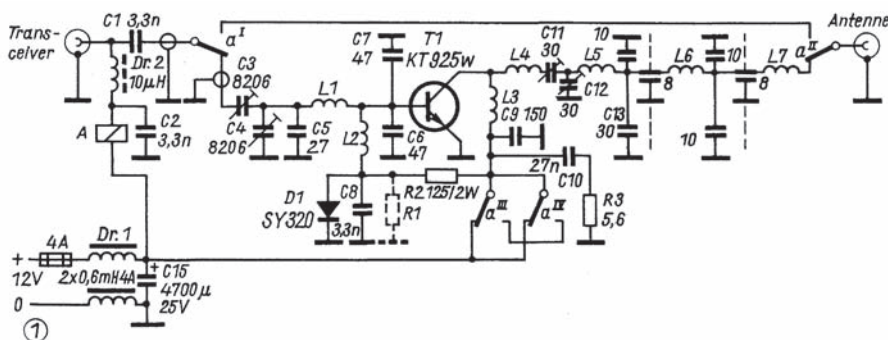 Trans-
ceiver
C1 3,3n
Dr.2
10µH
A
C2
3,3n
a I
C3
8206
C4
8206
C5
27
L1
L2
C7
47
T1
KT925W
C6
47
D1
SY320
C8
3,3n
R2 125/2W
R1
L3
C9 150
27n
C10
R3
5,6
a III
a IV
L4
C11
30
C12
30
L5
10
C13
30
8
L6
10
10
8
L7
a II
Antenne
+
12V
4A
Dr.1
2x0,6mH4A
0
+
C15
4700µ
25V
1